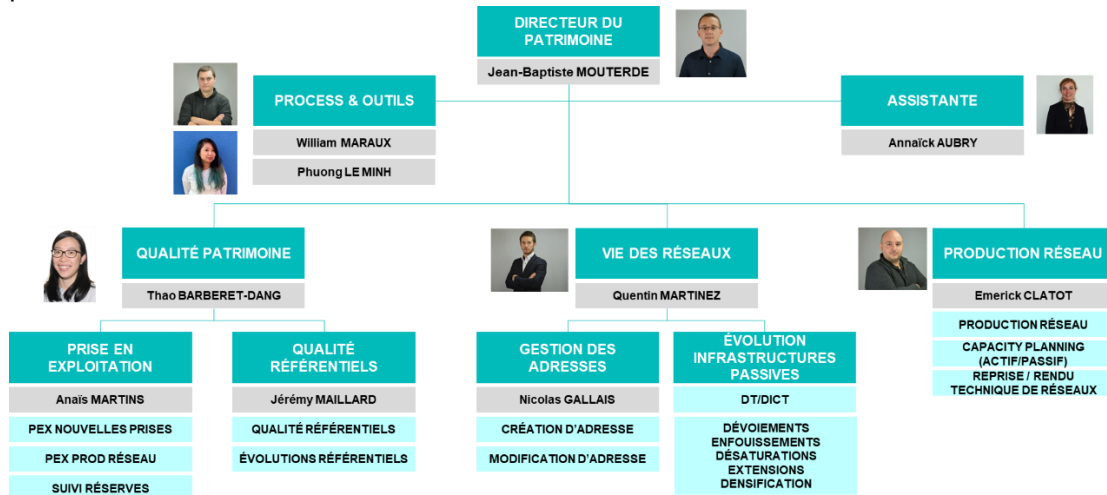 DIRECTEUR DU
PATRIMOINE
Jean-Baptiste MOUTERDE
PROCESS & OUTILS
William MARAUX
Phuong LE MINH
ASSISTANTE
Annaïck AUBRY
QUALITÉ PATRIMOINE
Thao BARBERET-DANG
VIE DES RÉSEAUX
Quentin MARTINEZ
PRODUCTION RÉSEAU
Emerick CLATOT
PRODUCTION RÉSEAU
CAPACITY PLANNING
(ACTIF/PASSIF)
REPRISE / RENDU
TECHNIQUE DE RÉSEAUX
PRISE EN
EXPLOITATION
Anaïs MARTINS
PEX NOUVELLES PRISES
PEX PROD RÉSEAU
SUIVI RÉSERVES
QUALITÉ
RÉFÉRENTIELS
Jérémy MAILLARD
QUALITÉ RÉFÉRENTIELS
ÉVOLUTIONS RÉFÉRENTIELS
GESTION DES
ADRESSES
Nicolas GALLAIS
CRÉATION D'ADRESSE
MODIFICATION D'ADRESSE
ÉVOLUTION
INFRASTRUCTURES
PASSIVES
DT/DICT
DÉVOIEMENTS
ENFOUISSEMENTS
DÉSATURATIONS
EXTENSIONS
DENSIFICATION